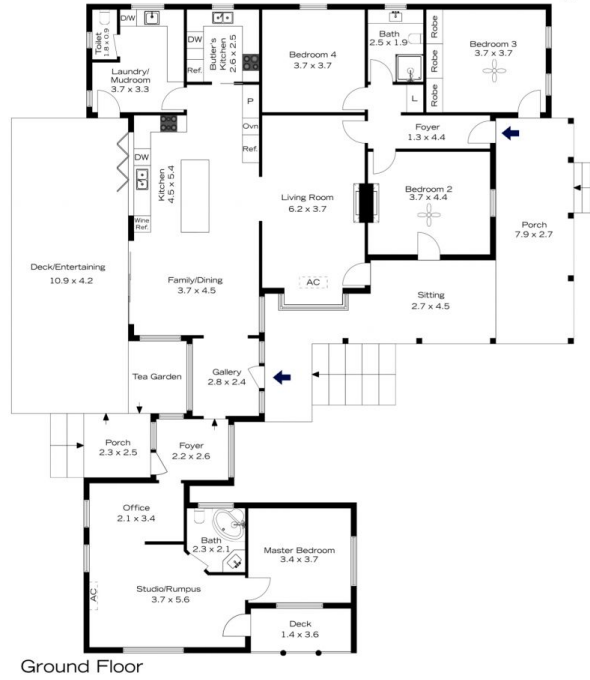 D/W
Toilet
1.8 x 0.9
Laundry/
Mudroom
3.7 x 3.3
DW
Ref.
Butler's
Kitchen
2.6 x 2.5
Bedroom 4
3.7 x 3.7
Bath
2.5 x 1.9
Robe
Robe
Robe
Bedroom 3
3.7 x 3.7
L
P
Ovn
Ref.
Foyer
1.3 x 4.4
DW
Kitchen
4.5 x 5.4
Wine
Ref.
Living Room
6.2 x 3.7
Bedroom 2
3.7 x 4.4
Porch
7.9 x 2.7
Deck/Entertaining
10.9 x 4.2
Family/Dining
3.7 x 4.5
AC
Sitting
2.7 x 4.5
Tea Garden
Gallery
2.8 x 2.4
Porch
2.3 x 2.5
Foyer
2.2 x 2.6
Office
2.1 x 3.4
Bath
2.3 x 2.1
Master Bedroom
3.4 x 3.7
AC
Studio/Rumpus
3.7 x 5.6
Deck
1.4 x 3.6
Ground Floor